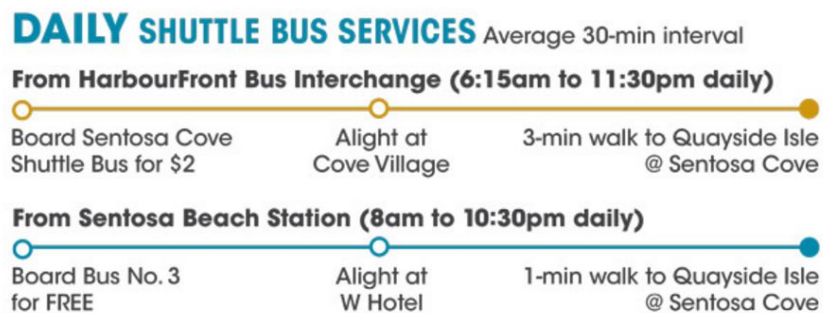 DAILY SHUTTLE BUS SERVICES Average 30-min interval
From HarbourFront Bus Interchange (6:15am to 11:30pm daily)
Board Sentosa Cove Alight at 3-min walk to Quayside Isle
Shuttle Bus for $2 Cove Village @ Sentosa Cove
From Sentosa Beach Station (8am to 10:30pm daily)
Board Bus No. 3 Alight at 1-min walk to Quayside Isle
for FREE W Hotel @ Sentosa Cove